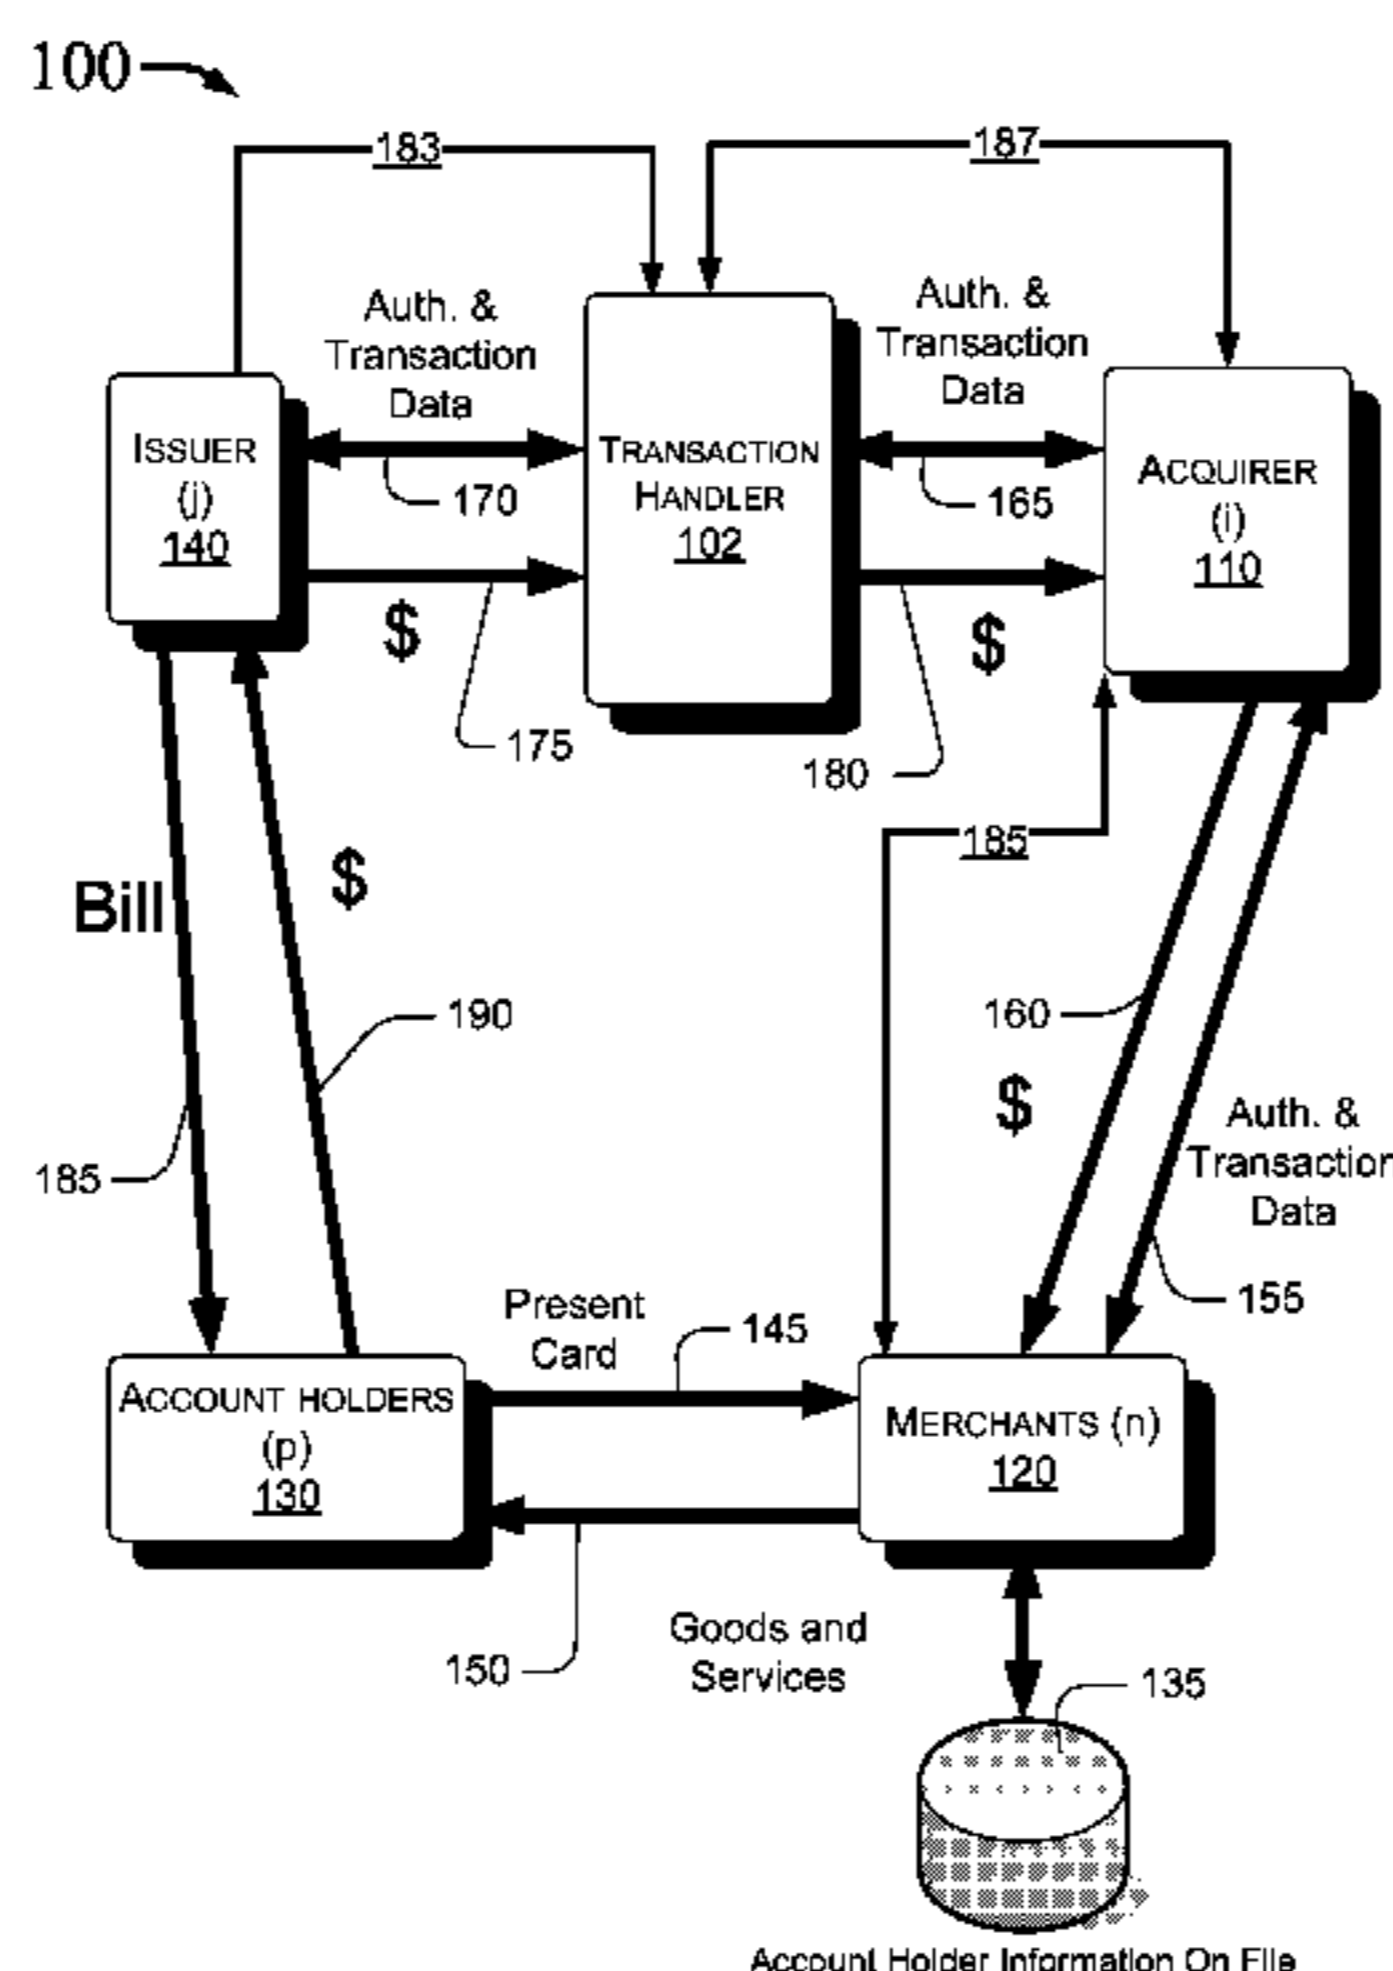 100
183
187
Auth. &
Transaction
Data
Auth. &
Transaction
Data
ISSUER
(j)
140
170
TRANSACTION
HANDLER
102
165
ACQUIRER
(i)
110
$
$
175
180
185
Bill
$
190
160
$
Auth. &
Transaction
Data
185
155
Present
Card
145
ACCOUNT HOLDERS
(p)
130
MERCHANTS (n)
120
Goods and
Services
150
135
Account Holder Information On File